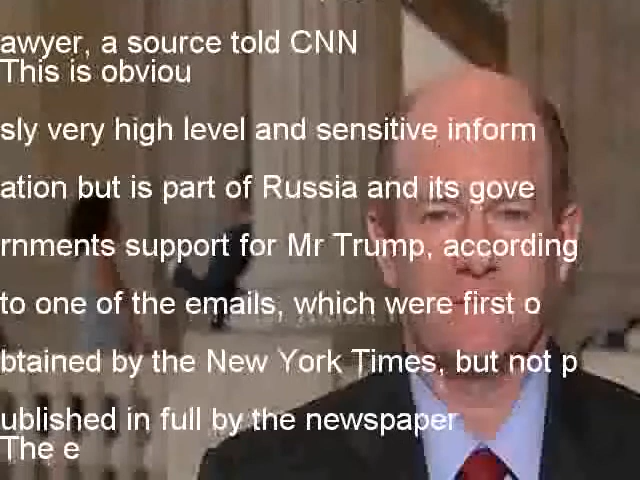 awyer, a source told CNN
This is obviou
sly very high level and sensitive inform
ation but is part of Russia and its gove
rnments support for Mr Trump, according
to one of the emails, which were first o
btained by the New York Times, but not p
ublished in full by the newspaper
The e